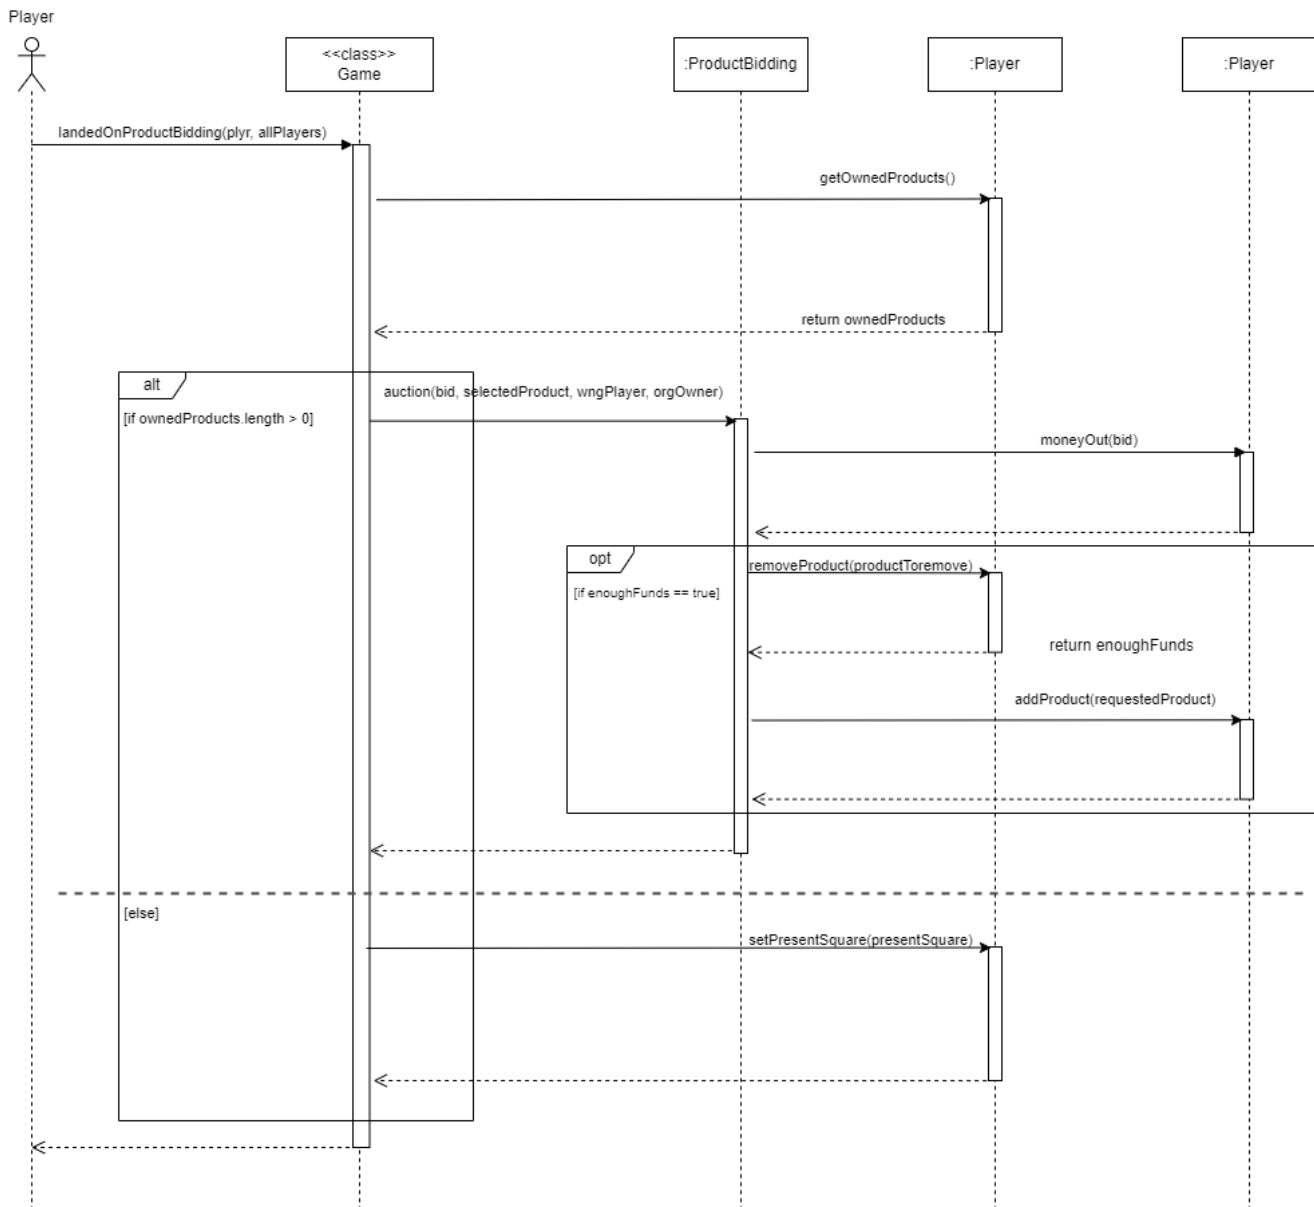 Player
<<class>>
Game
:ProductBidding
:Player
:Player
landedOnProductBidding(plyr, allPlayers)
getOwnedProducts()
return ownedProducts
alt
auction(bid, selectedProduct, wngPlayer, orgOwner)
[if ownedProducts.length > 0]
moneyOut(bid)
opt
removeProduct(productToremove)
[if enoughFunds == true]
return enoughFunds
addProduct(requestedProduct)
[else]
setPresentSquare(presentSquare)